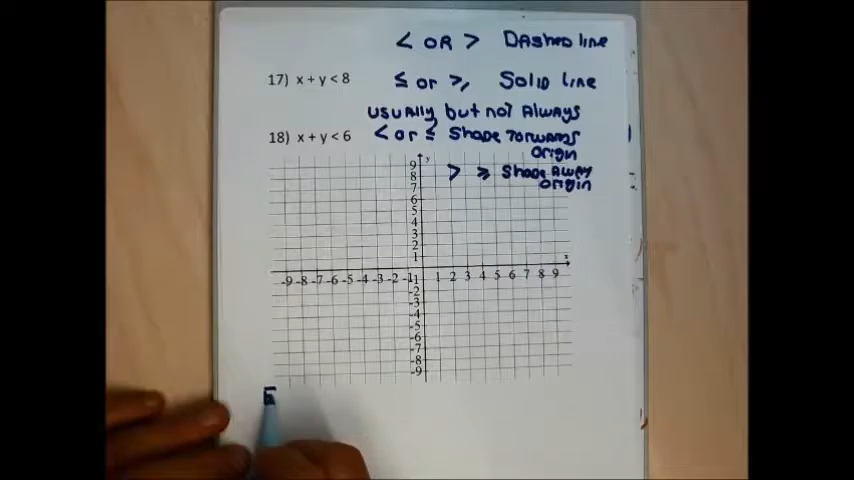 < OR > DAshed line
17) x + y < 8
≤ or ≥ Solid Line
usually but not Always
18) x + y < 6
< or ≤ Shade Towards
origin
> ≥ Shade AWAY
origin
y
9
8
7
6
5
4
3
2
1
x
-9 -8 -7 -6 -5 -4 -3 -2 -1 1 2 3 4 5 6 7 8 9
-1
-2
-3
-4
-5
-6
-7
-8
-9